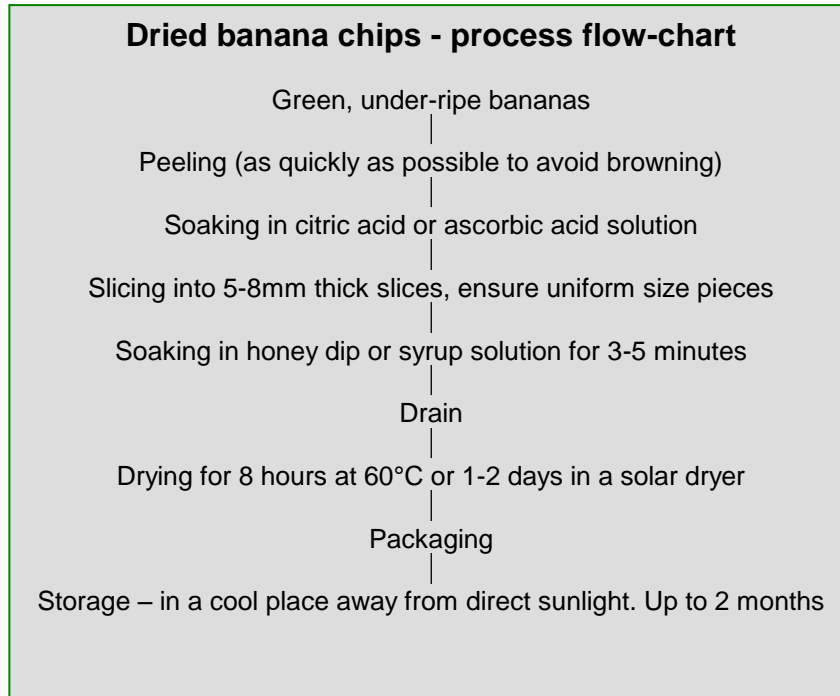 Dried banana chips - process flow-chart
Green, under-ripe bananas
Peeling (as quickly as possible to avoid browning)
Soaking in citric acid or ascorbic acid solution
Slicing into 5-8mm thick slices, ensure uniform size pieces
Soaking in honey dip or syrup solution for 3-5 minutes
Drain
Drying for 8 hours at 60°C or 1-2 days in a solar dryer
Packaging
Storage – in a cool place away from direct sunlight. Up to 2 months